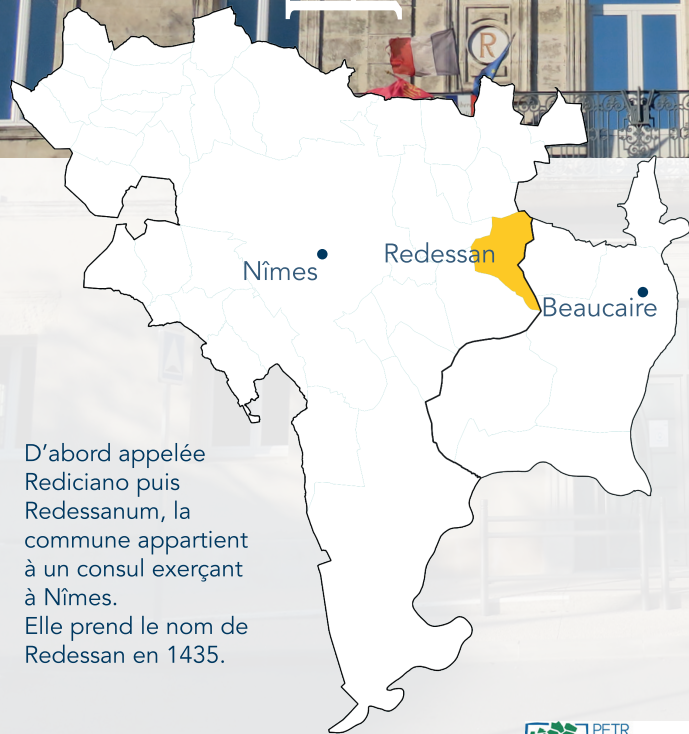 R
Nîmes
Redessan
Beaucaire
D'abord appelée
Rediciano puis
Redessanum, la
commune appartient
à un consul exerçant
à Nîmes.
Elle prend le nom de
Redessan en 1435.
PETR